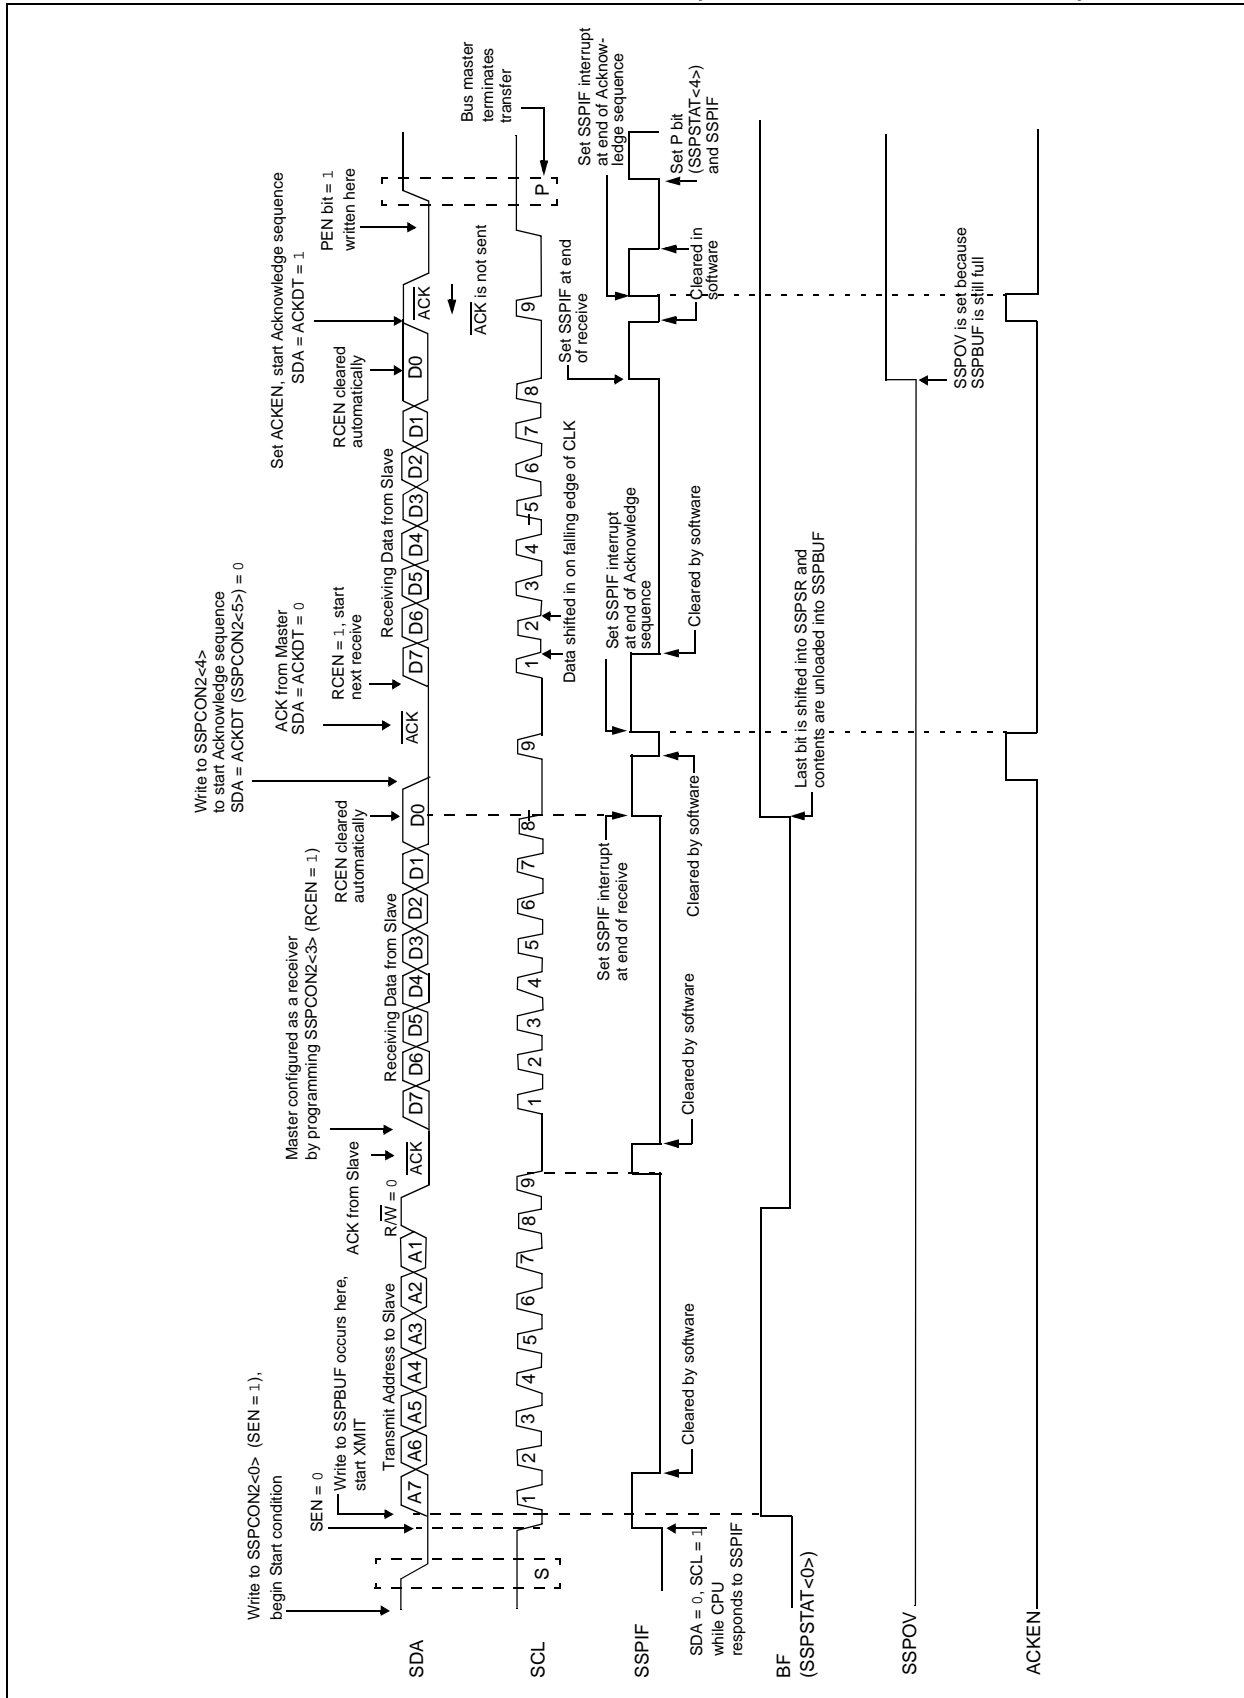 Write to SSPCON2<0> (SEN = 1),
begin Start condition
SEN = 0
Write to SSPBUF occurs here,
start XMIT
Transmit Address to Slave
R/W = 0
ACK from Slave
Master configured as a receiver
by programming SSPCON2<3> (RCEN = 1)
Receiving Data from Slave
RCEN cleared
automatically
Write to SSPCON2<4>
to start Acknowledge sequence
SDA = ACKDT (SSPCON2<5>) = 0
ACK from Master
SDA = ACKDT = 0
RCEN = 1, start
next receive
Receiving Data from Slave
RCEN cleared
automatically
Set ACKEN, start Acknowledge sequence
SDA = ACKDT = 1
PEN bit = 1
written here
SDA
A7 A6 A5 A4 A3 A2 A1
ACK
D7 D6 D5 D4 D3 D2 D1 D0
ACK
D7 D6 D5 D4 D3 D2 D1 D0
ACK
ACK is not sent
Bus master
terminates
transfer
SCL
S
1 2 3 4 5 6 7 8 9
1 2 3 4 5 6 7 8 9
1 2 3 4 5 6 7 8 9
P
Data shifted in on falling edge of CLK
Set SSPIF interrupt
at end of receive
Set SSPIF interrupt
at end of Acknowledge
sequence
Set SSPIF at end
of receive
Set SSPIF interrupt
at end of Acknow-
ledge sequence
SSPIF
SDA = 0, SCL = 1
while CPU
responds to SSPIF
Cleared by software
Cleared by software
Cleared by software
Cleared by software
Cleared in
software
Set P bit
(SSPSTAT<4>)
and SSPIF
BF
(SSPSTAT<0>)
Last bit is shifted into SSPSR and
contents are unloaded into SSPBUF
SSPOV
SSPOV is set because
SSPBUF is still full
ACKEN